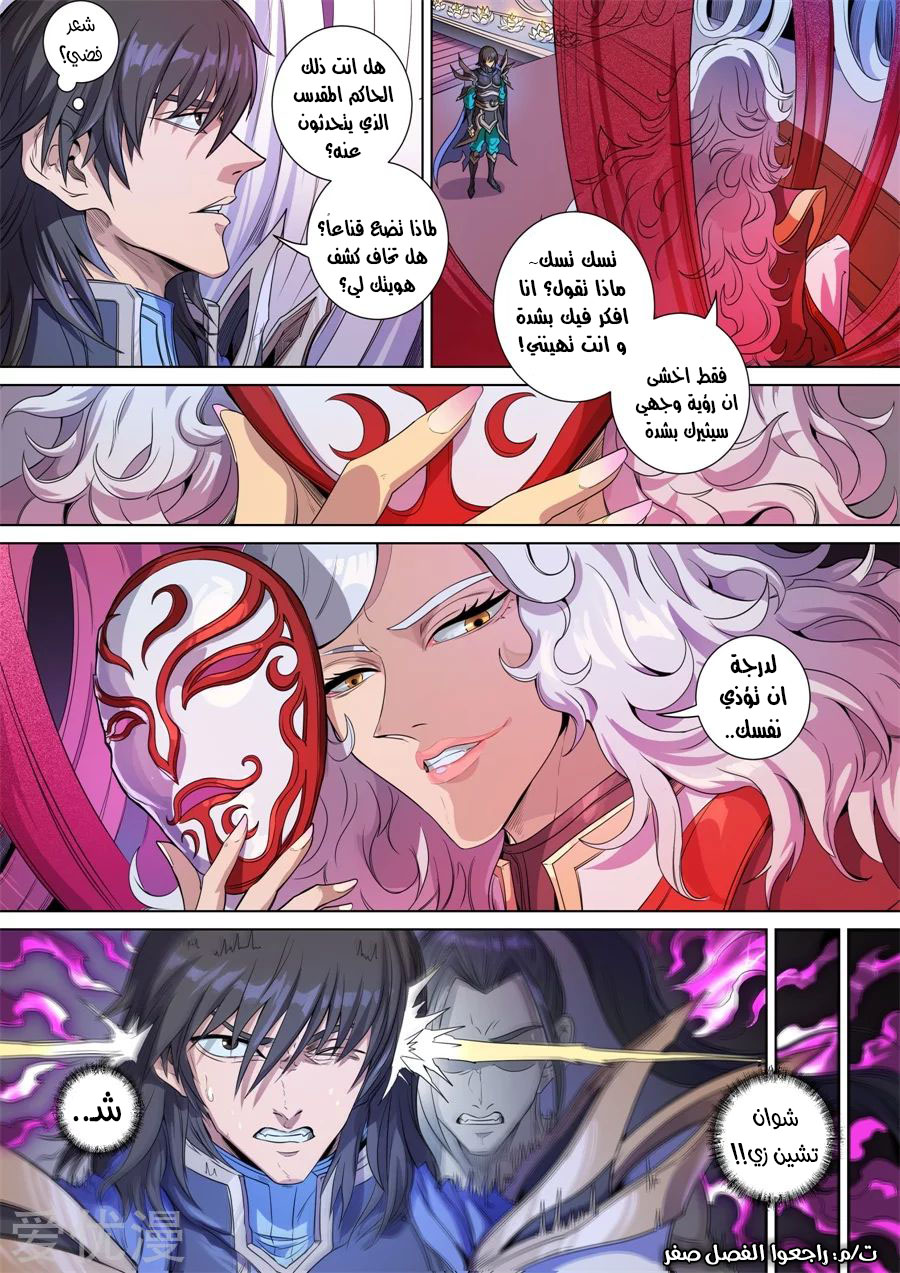 شعر
فضي؟
هل انت ذلك
الحاكم المقدس
الذي يتحدثون
عنه؟
لماذا تضع قناعاً؟
هل تخاف كشف
هويتك لي؟
تسك تسك~
ماذا تقول؟ انا
افكر فيك بشدة
و انت تهينني!
فقط اخشى
ان رؤية وجهي
سيثيرك بشدة
لدرجة
ان تؤذي
نفسك..
شوان
تشين زي!!
شـ..
ت/م: راجعوا الفصل صفر
爱优漫